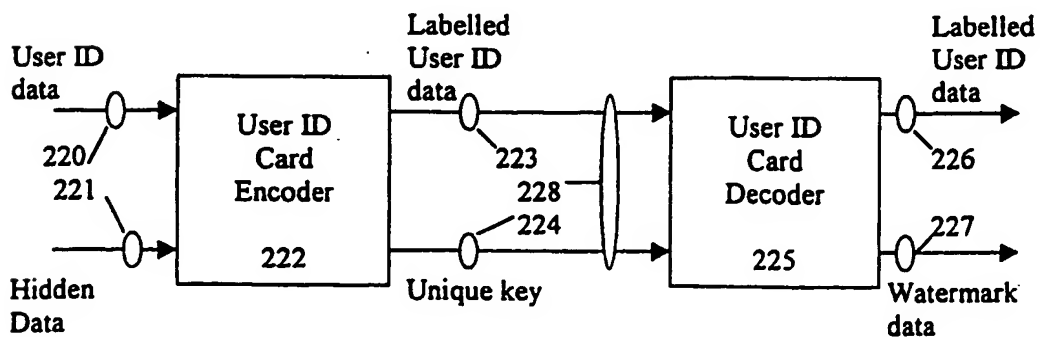 User ID
data
220
221
Hidden
Data
User ID
Card
Encoder
222
Labelled
User ID
data
223
228
224
Unique key
User ID
Card
Decoder
225
Labelled
User ID
data
226
227
Watermark
data